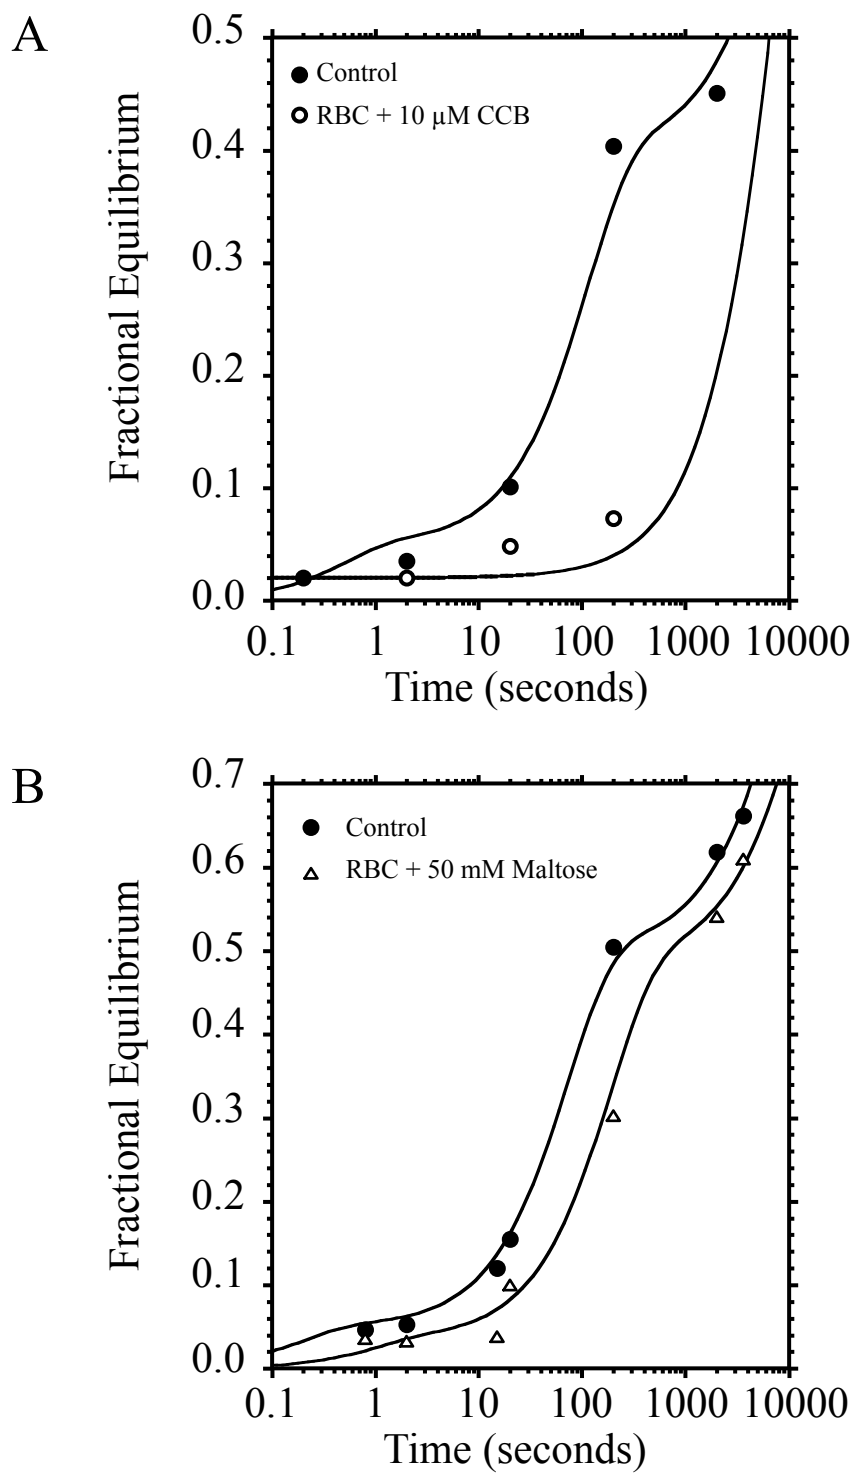 A
0.5
Control
RBC + 10 µM CCB
0.4
0.3
0.2
0.1
0.0
Fractional Equilibrium
0.1 1 10 100 1000 10000
Time (seconds)
B
0.7
Control
RBC + 50 mM Maltose
0.6
0.5
0.4
0.3
0.2
0.1
0.0
Fractional Equilibrium
0.1 1 10 100 1000 10000
Time (seconds)